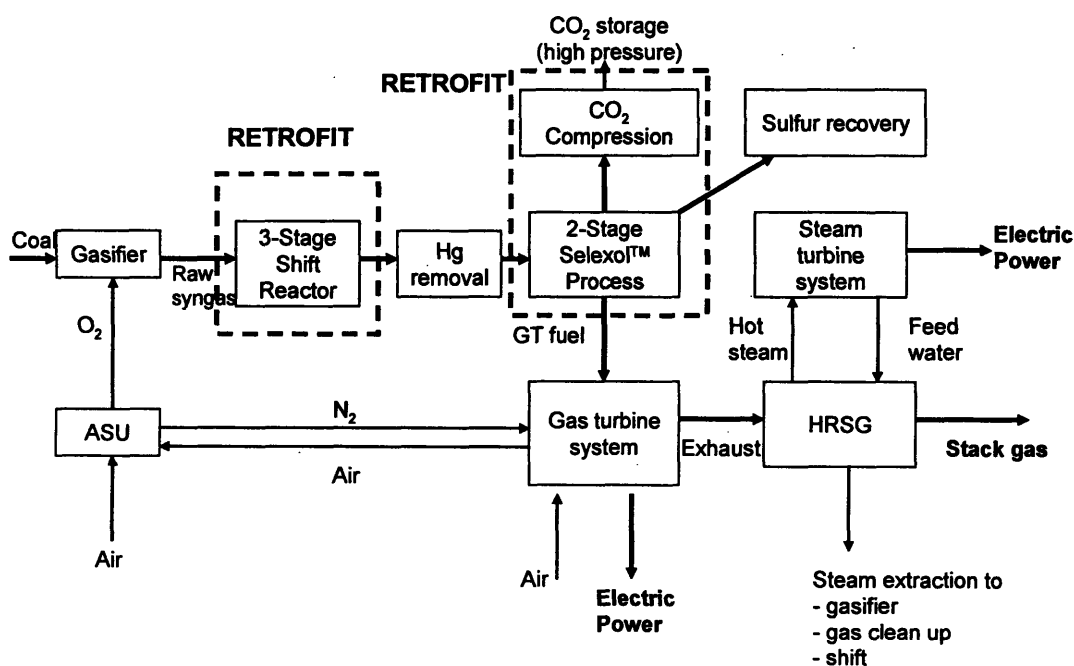 CO₂ storage
(high pressure)
RETROFIT
CO₂
Compression
Sulfur recovery
RETROFIT
Coal
Gasifier
Raw
syngas
3-Stage
Shift
Reactor
Hg
removal
2-Stage
Selexol™
Process
Steam
turbine
system
Electric
Power
O₂
GT fuel
Hot
steam
Feed
water
ASU
N₂
Air
Gas turbine
system
Exhaust
HRSG
Stack gas
Air
Air
Electric
Power
Steam extraction to
- gasifier
- gas clean up
- shift